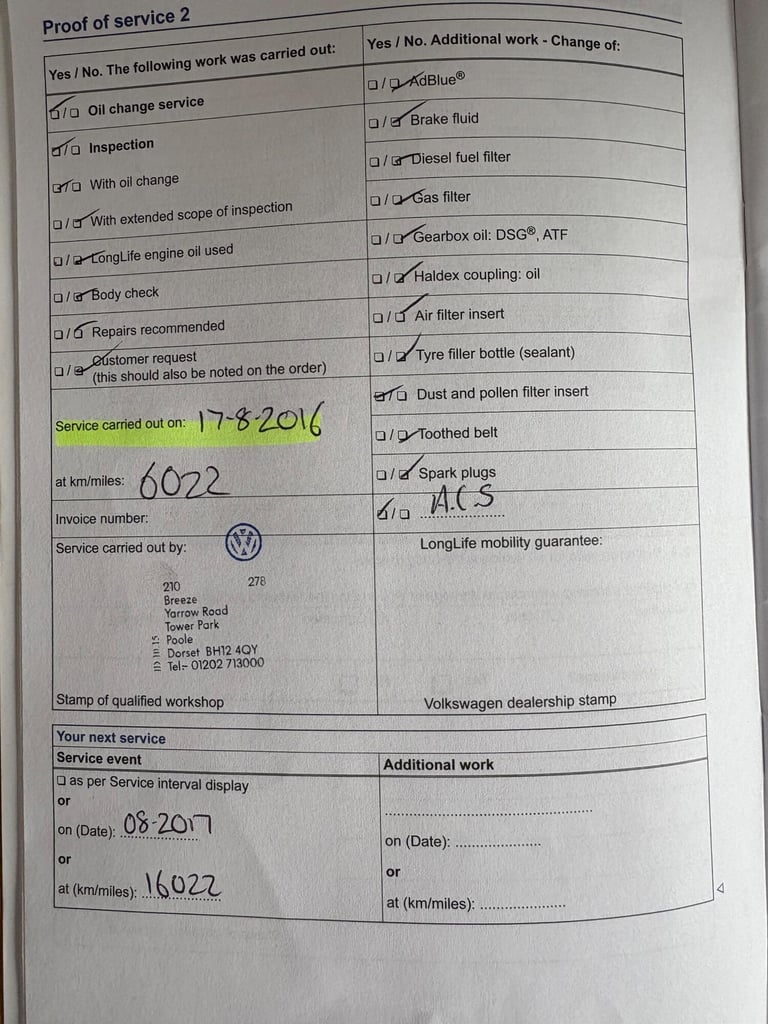 Proof of service 2
Yes / No. The following work was carried out:
☑/☐ Oil change service
☑/☐ Inspection
☑/☐ With oil change
☐/☑ With extended scope of inspection
☐/☑ LongLife engine oil used
☐/☑ Body check
☐/☑ Repairs recommended
☐/☑ Customer request
(this should also be noted on the order)
Service carried out on: 17-8-2016
at km/miles: 6022
Invoice number:
Service carried out by:
210 278
Breeze
Yarrow Road
Tower Park
Poole
Dorset BH12 4QY
Tel:- 01202 713000
Stamp of qualified workshop
Yes / No. Additional work - Change of:
☐/☑ AdBlue®
☐/☑ Brake fluid
☐/☑ Diesel fuel filter
☐/☑ Gas filter
☐/☑ Gearbox oil: DSG®, ATF
☐/☑ Haldex coupling: oil
☐/☑ Air filter insert
☐/☑ Tyre filler bottle (sealant)
☑/☐ Dust and pollen filter insert
☐/☑ Toothed belt
☐/☑ Spark plugs
☑/☐ A.C S
LongLife mobility guarantee:
Volkswagen dealership stamp
Your next service
Service event
☐ as per Service interval display
or
on (Date): 08-2017
or
at (km/miles): 16022
Additional work
on (Date):
or
at (km/miles):